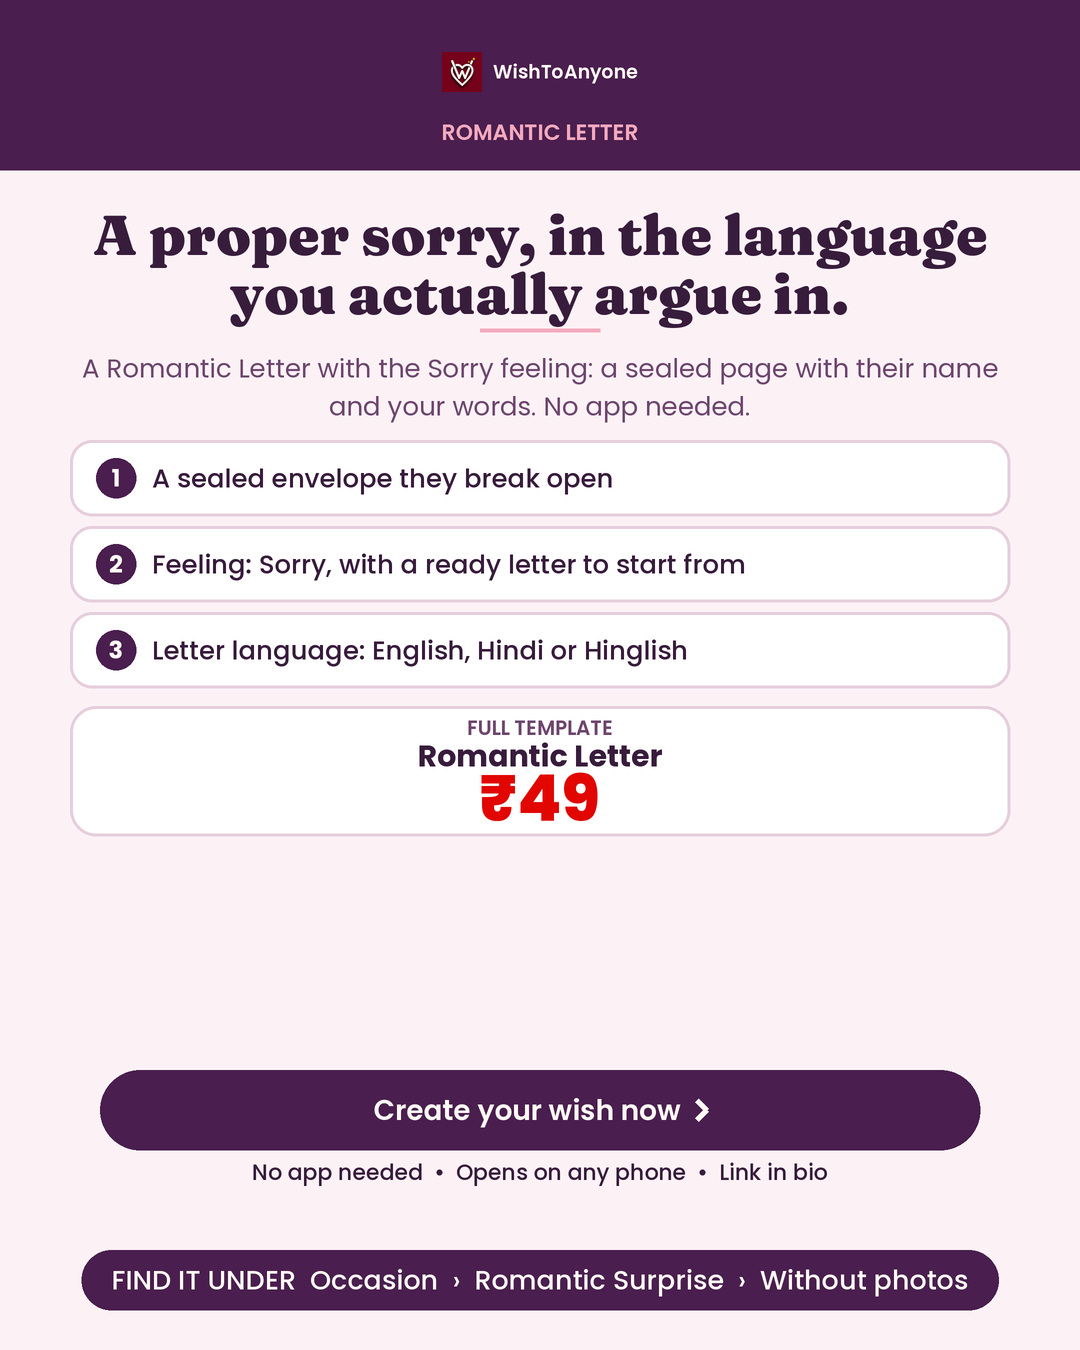 WishToAnyone
ROMANTIC LETTER
A proper sorry, in the language
you actually argue in.
A Romantic Letter with the Sorry feeling: a sealed page with their name
and your words. No app needed.
1 A sealed envelope they break open
2 Feeling: Sorry, with a ready letter to start from
3 Letter language: English, Hindi or Hinglish
FULL TEMPLATE
Romantic Letter
₹49
Create your wish now ›
No app needed • Opens on any phone • Link in bio
FIND IT UNDER Occasion › Romantic Surprise › Without photos